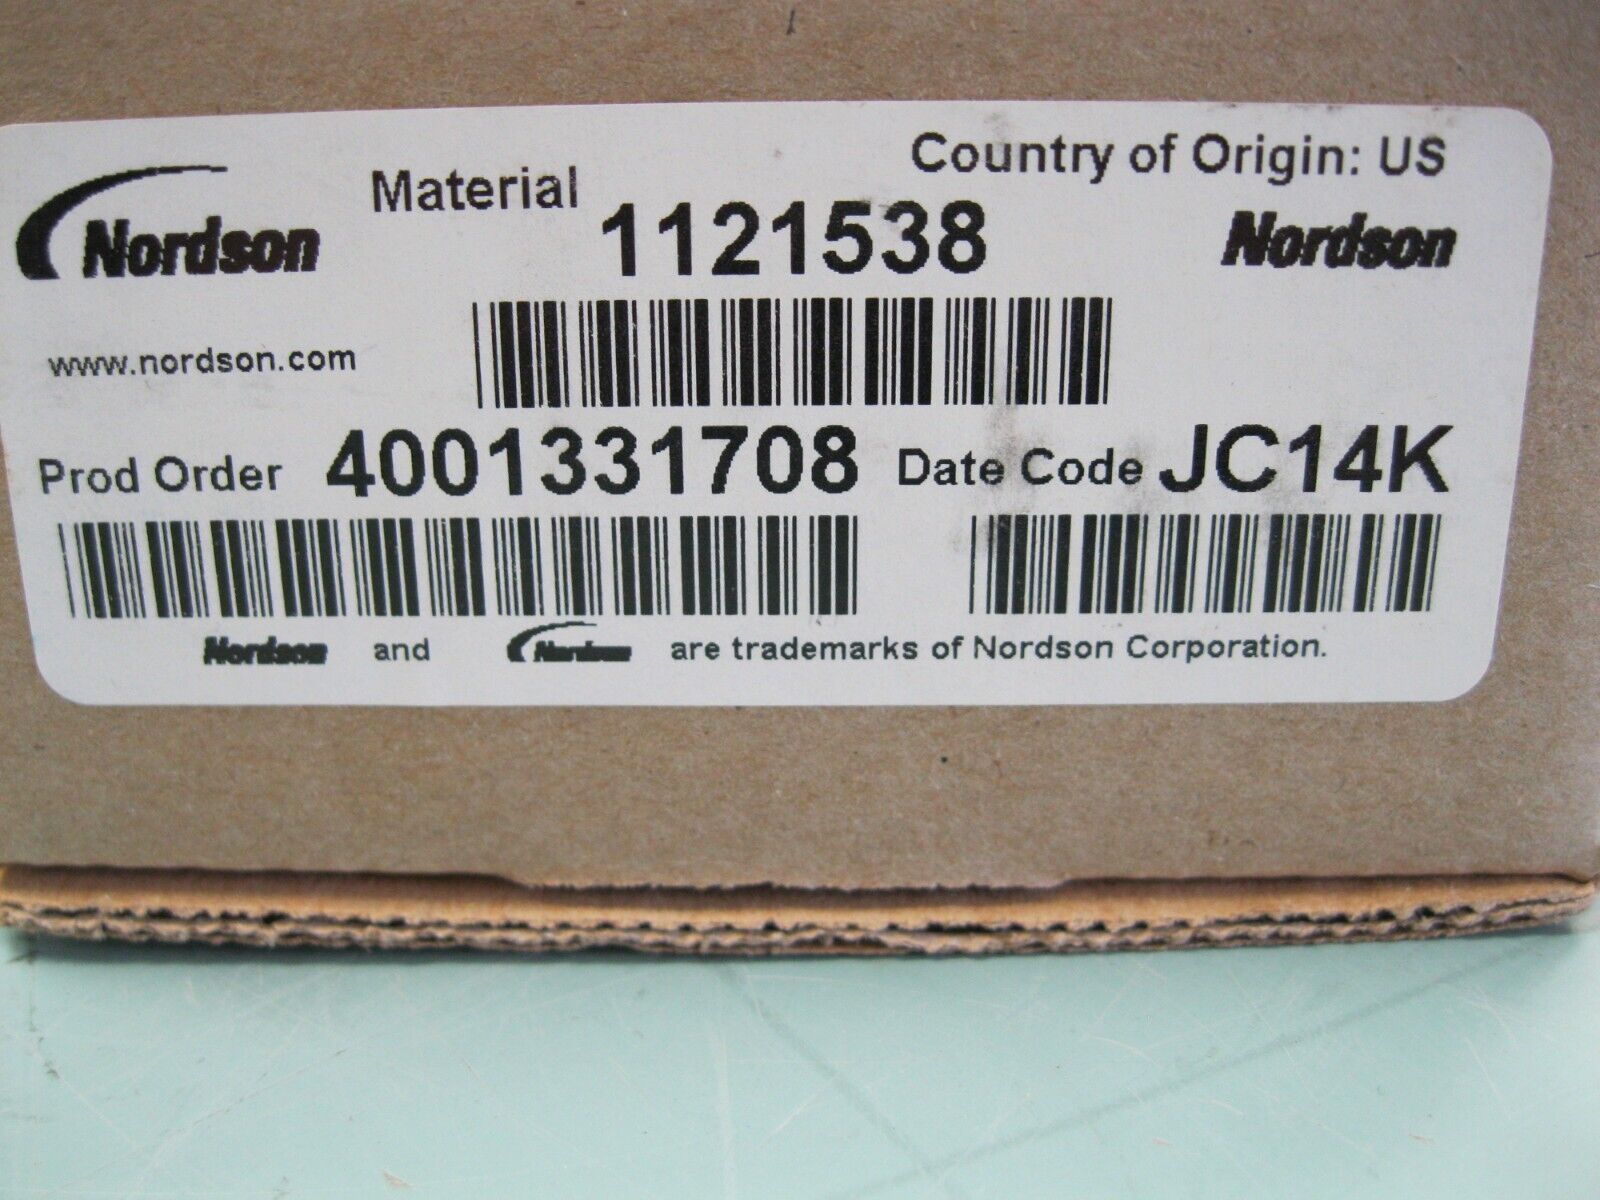 Country of Origin: US
Nordson Material 1121538 Nordson
www.nordson.com
Prod Order 4001331708 Date Code JC14K
Nordson and Nordson are trademarks of Nordson Corporation.